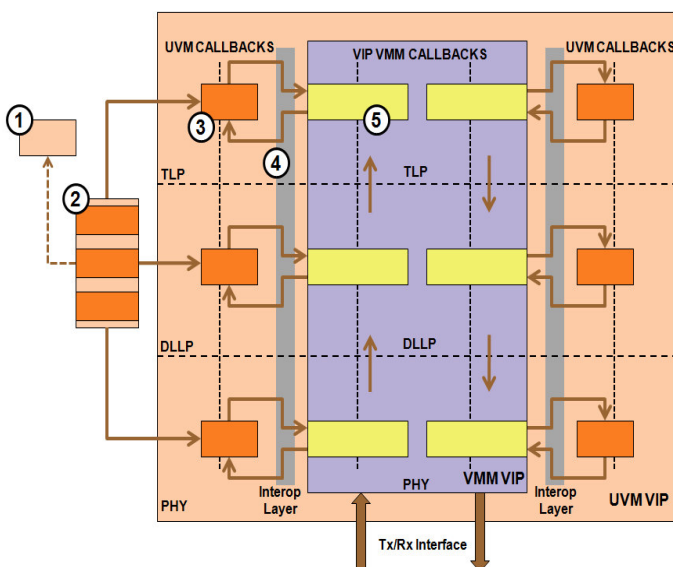 UVM CALLBACKS
VIP VMM CALLBACKS
UVM CALLBACKS
1
3
5
4
TLP
TLP
2
DLLP
DLLP
PHY
Interop
Layer
PHY
VMM VIP
Interop
Layer
UVM VIP
Tx/Rx Interface